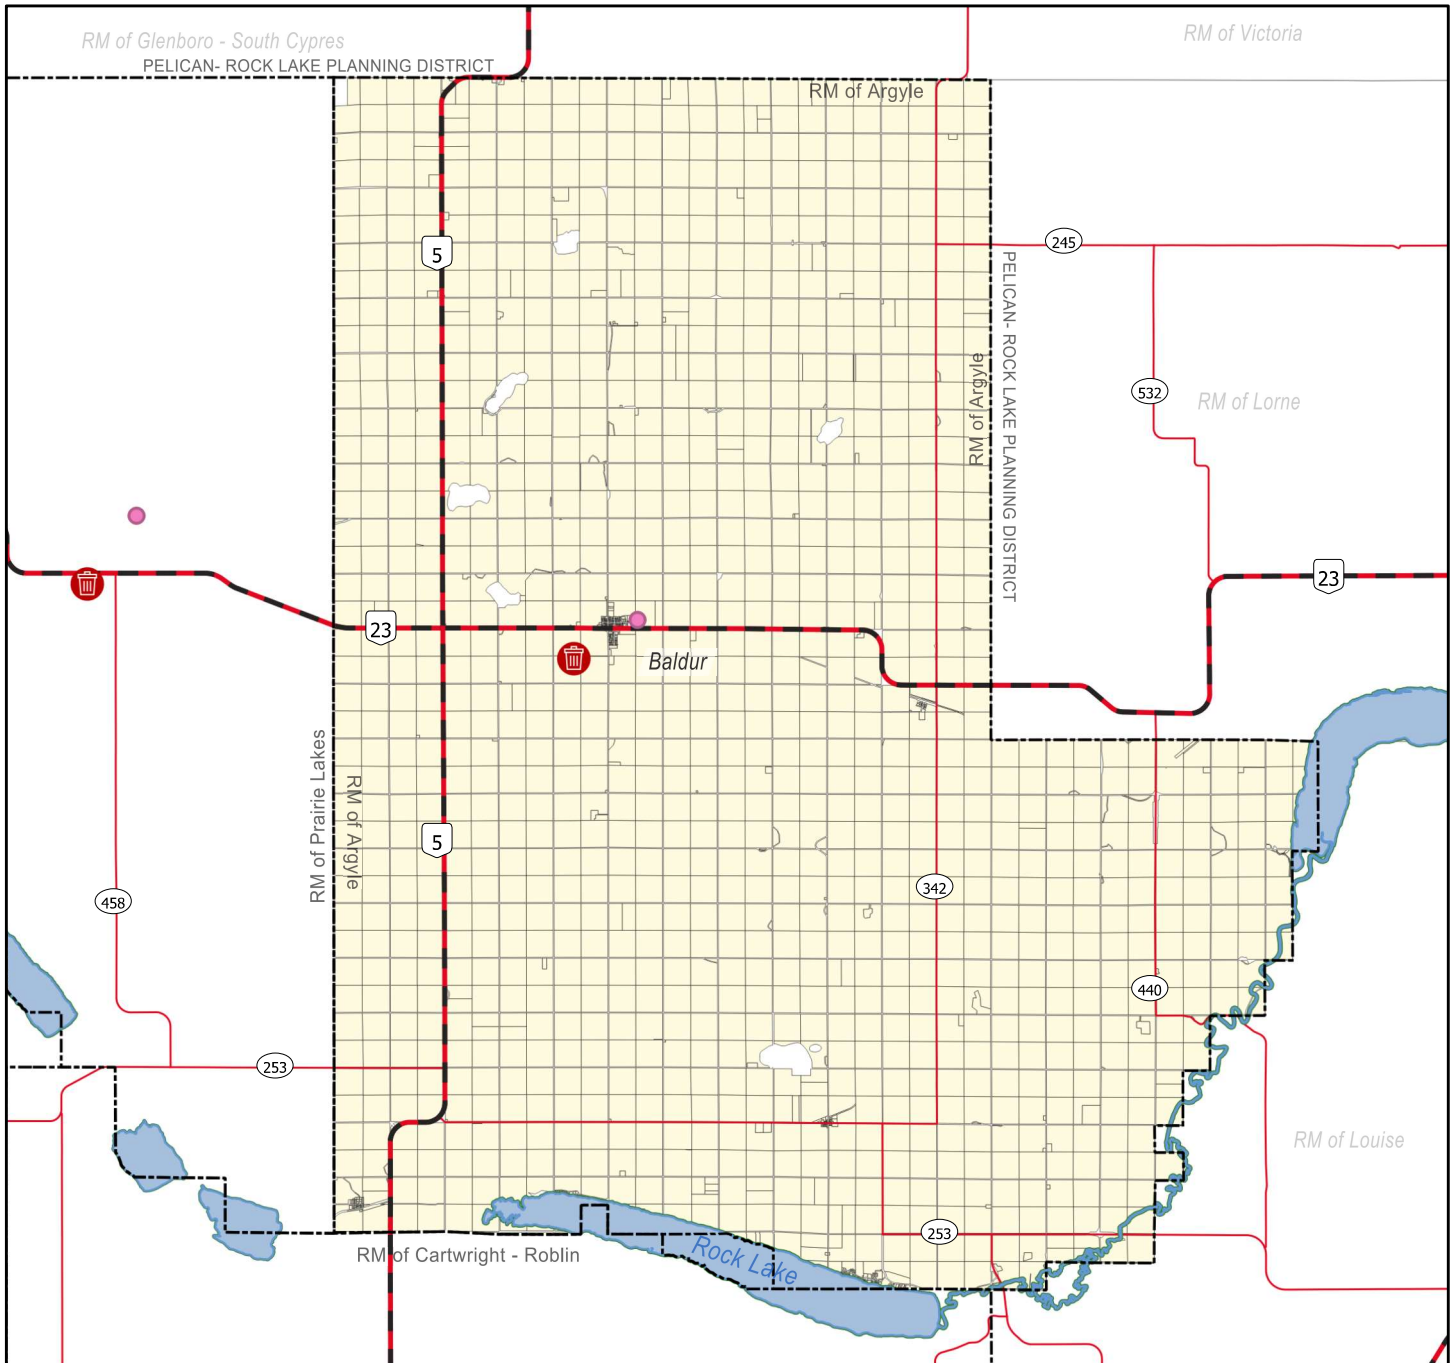 RM of Glenboro - South Cypres
RM of Victoria
PELICAN- ROCK LAKE PLANNING DISTRICT
RM of Argyle
5
245
PELICAN- ROCK LAKE PLANNING DISTRICT
RM of Argyle
532
RM of Lorne
23
23
Baldur
RM of Prairie Lakes
RM of Argyle
5
342
458
440
253
RM of Louise
253
Rock Lake
RM of Cartwright - Roblin